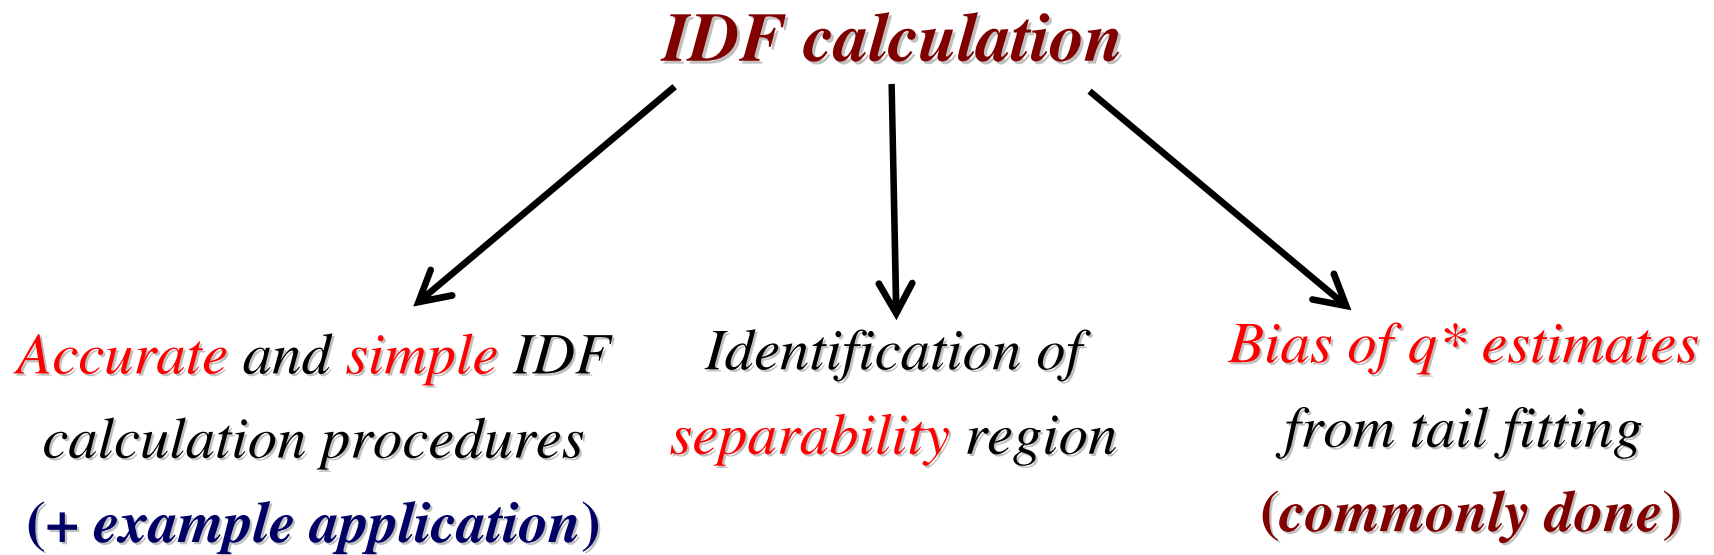 IDF calculation
Accurate and simple IDF
calculation procedures
(+ example application)
Identification of
separability region
Bias of q* estimates
from tail fitting
(commonly done)